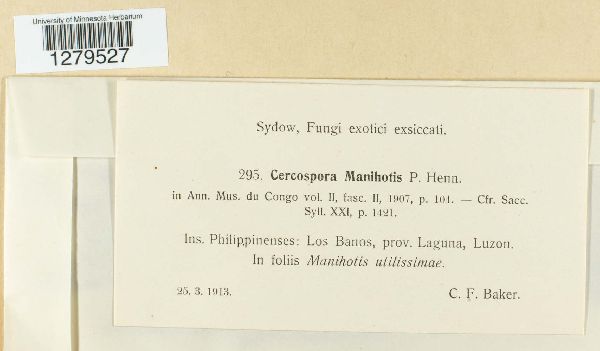 University of Minnesota Herbarium
1279527
Sydow, Fungi exotici exsiccati.
295. Cercospora Manihotis P. Henn.
in Ann. Mus. du Congo vol. II, fasc. II, 1907, p. 104. — Cfr. Sacc.
Syll. XXI, p. 1421.
Ins. Philippinenses: Los Banos, prov. Laguna, Luzon.
In foliis Manihotis utilissimae.
25. 3. 1913. C. F. Baker.